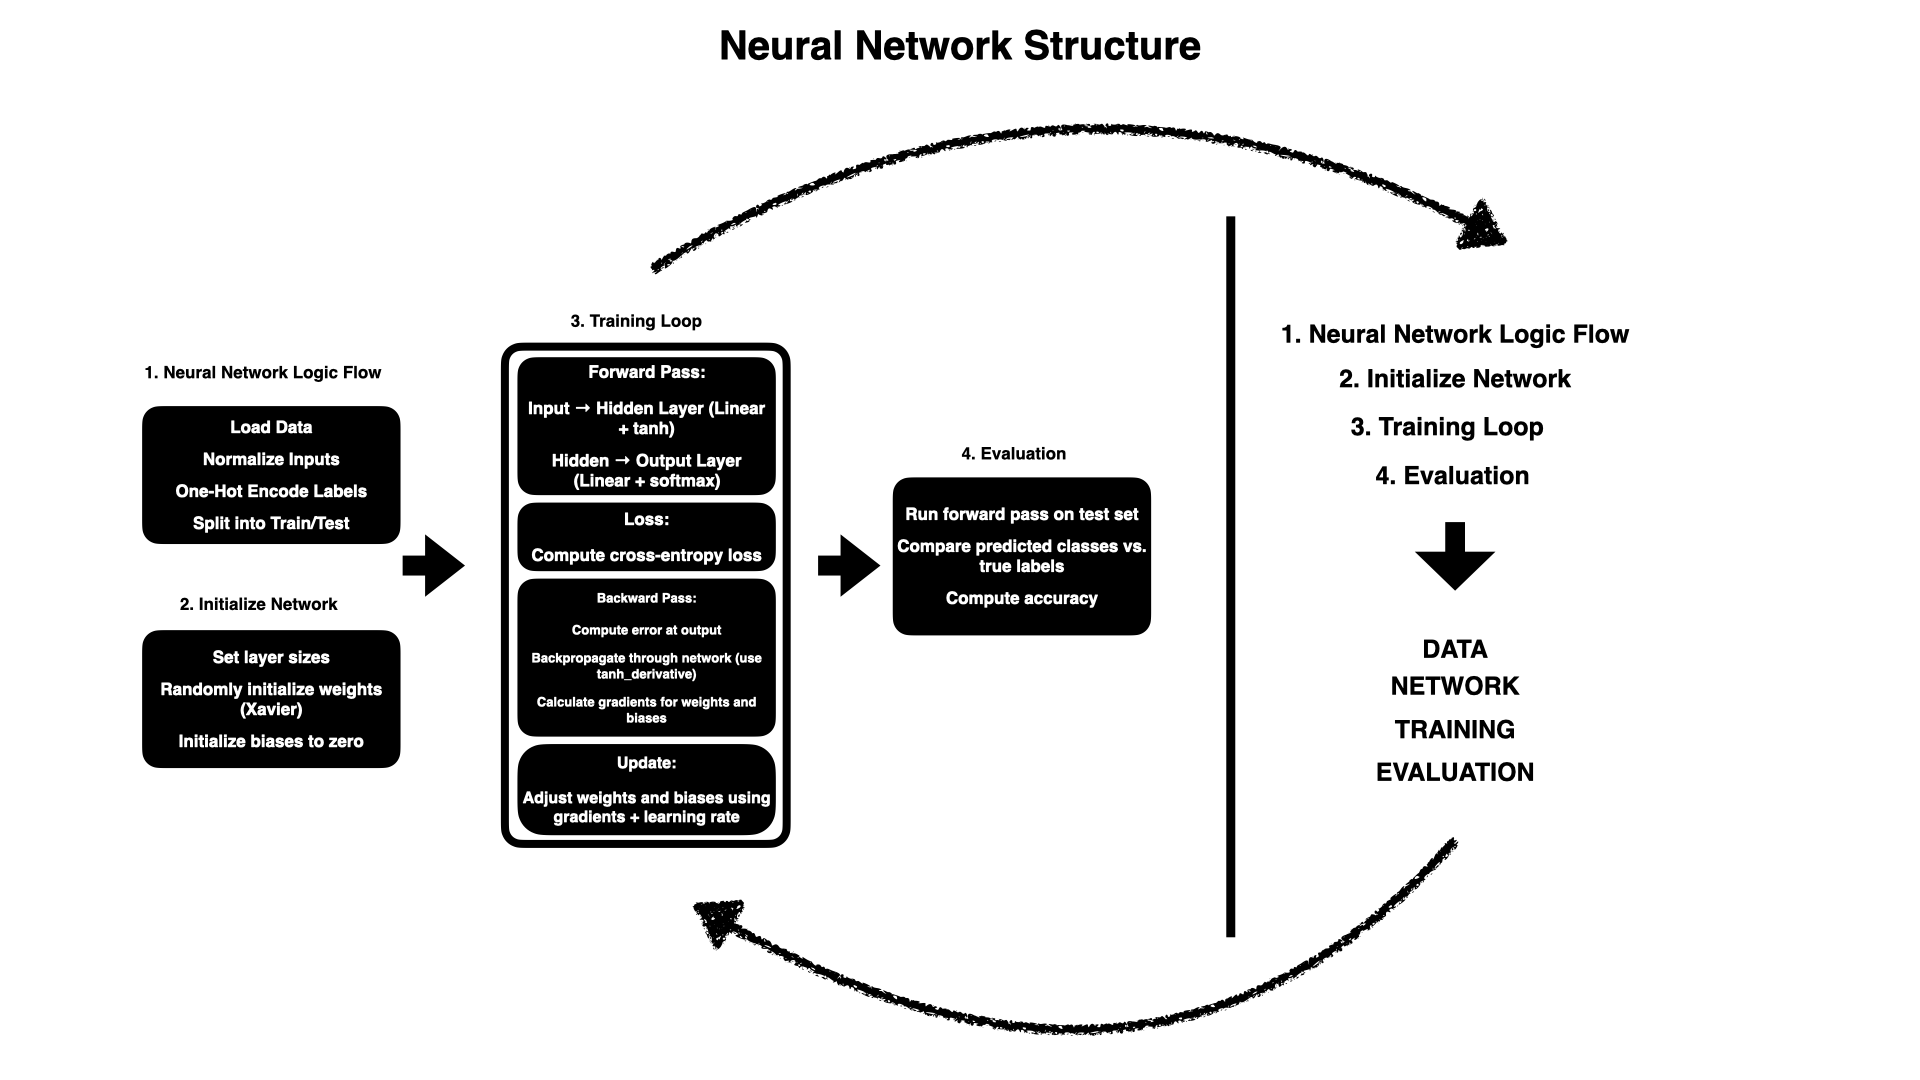 Neural Network Structure
1. Neural Network Logic Flow
Load Data
Normalize Inputs
One-Hot Encode Labels
Split into Train/Test
2. Initialize Network
Set layer sizes
Randomly initialize weights
(Xavier)
Initialize biases to zero
3. Training Loop
Forward Pass:
Input → Hidden Layer (Linear
+ tanh)
Hidden → Output Layer
(Linear + softmax)
Loss:
Compute cross-entropy loss
Backward Pass:
Compute error at output
Backpropagate through network (use
tanh_derivative)
Calculate gradients for weights and
biases
Update:
Adjust weights and biases using
gradients + learning rate
4. Evaluation
Run forward pass on test set
Compare predicted classes vs.
true labels
Compute accuracy
1. Neural Network Logic Flow
2. Initialize Network
3. Training Loop
4. Evaluation
DATA
NETWORK
TRAINING
EVALUATION